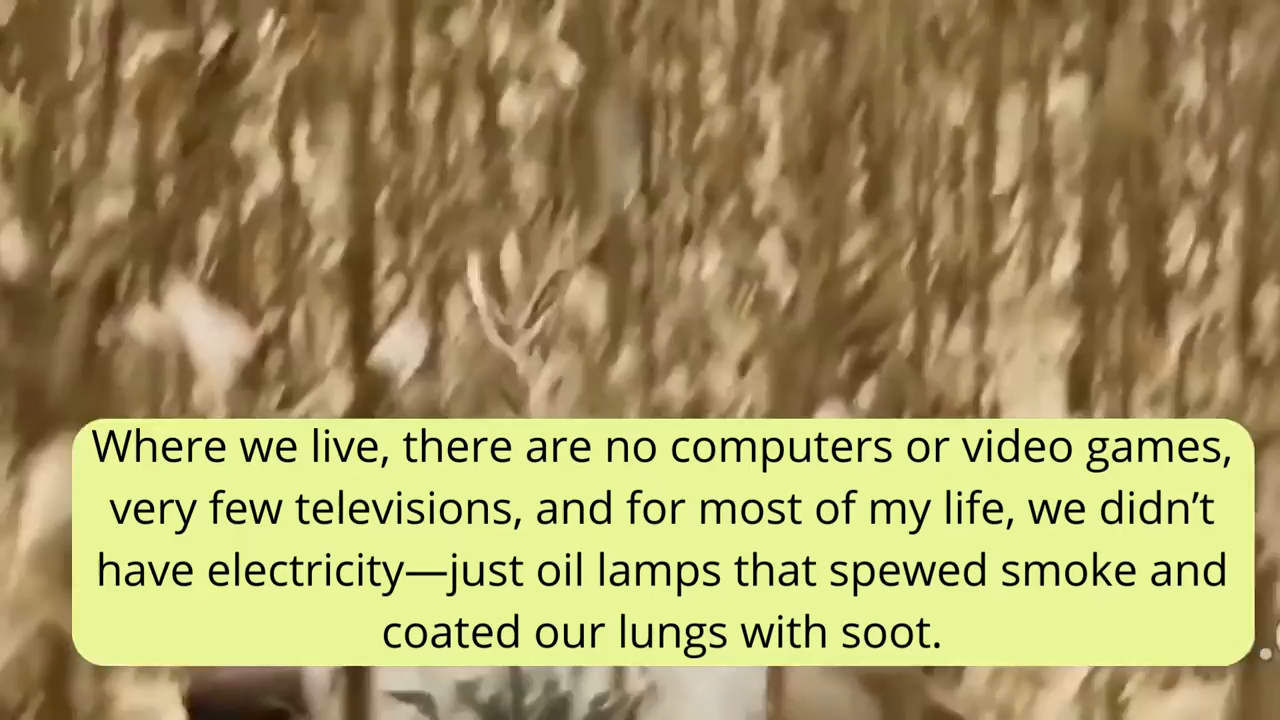 Where we live, there are no computers or video games,
very few televisions, and for most of my life, we didn’t
have electricity—just oil lamps that spewed smoke and
coated our lungs with soot.